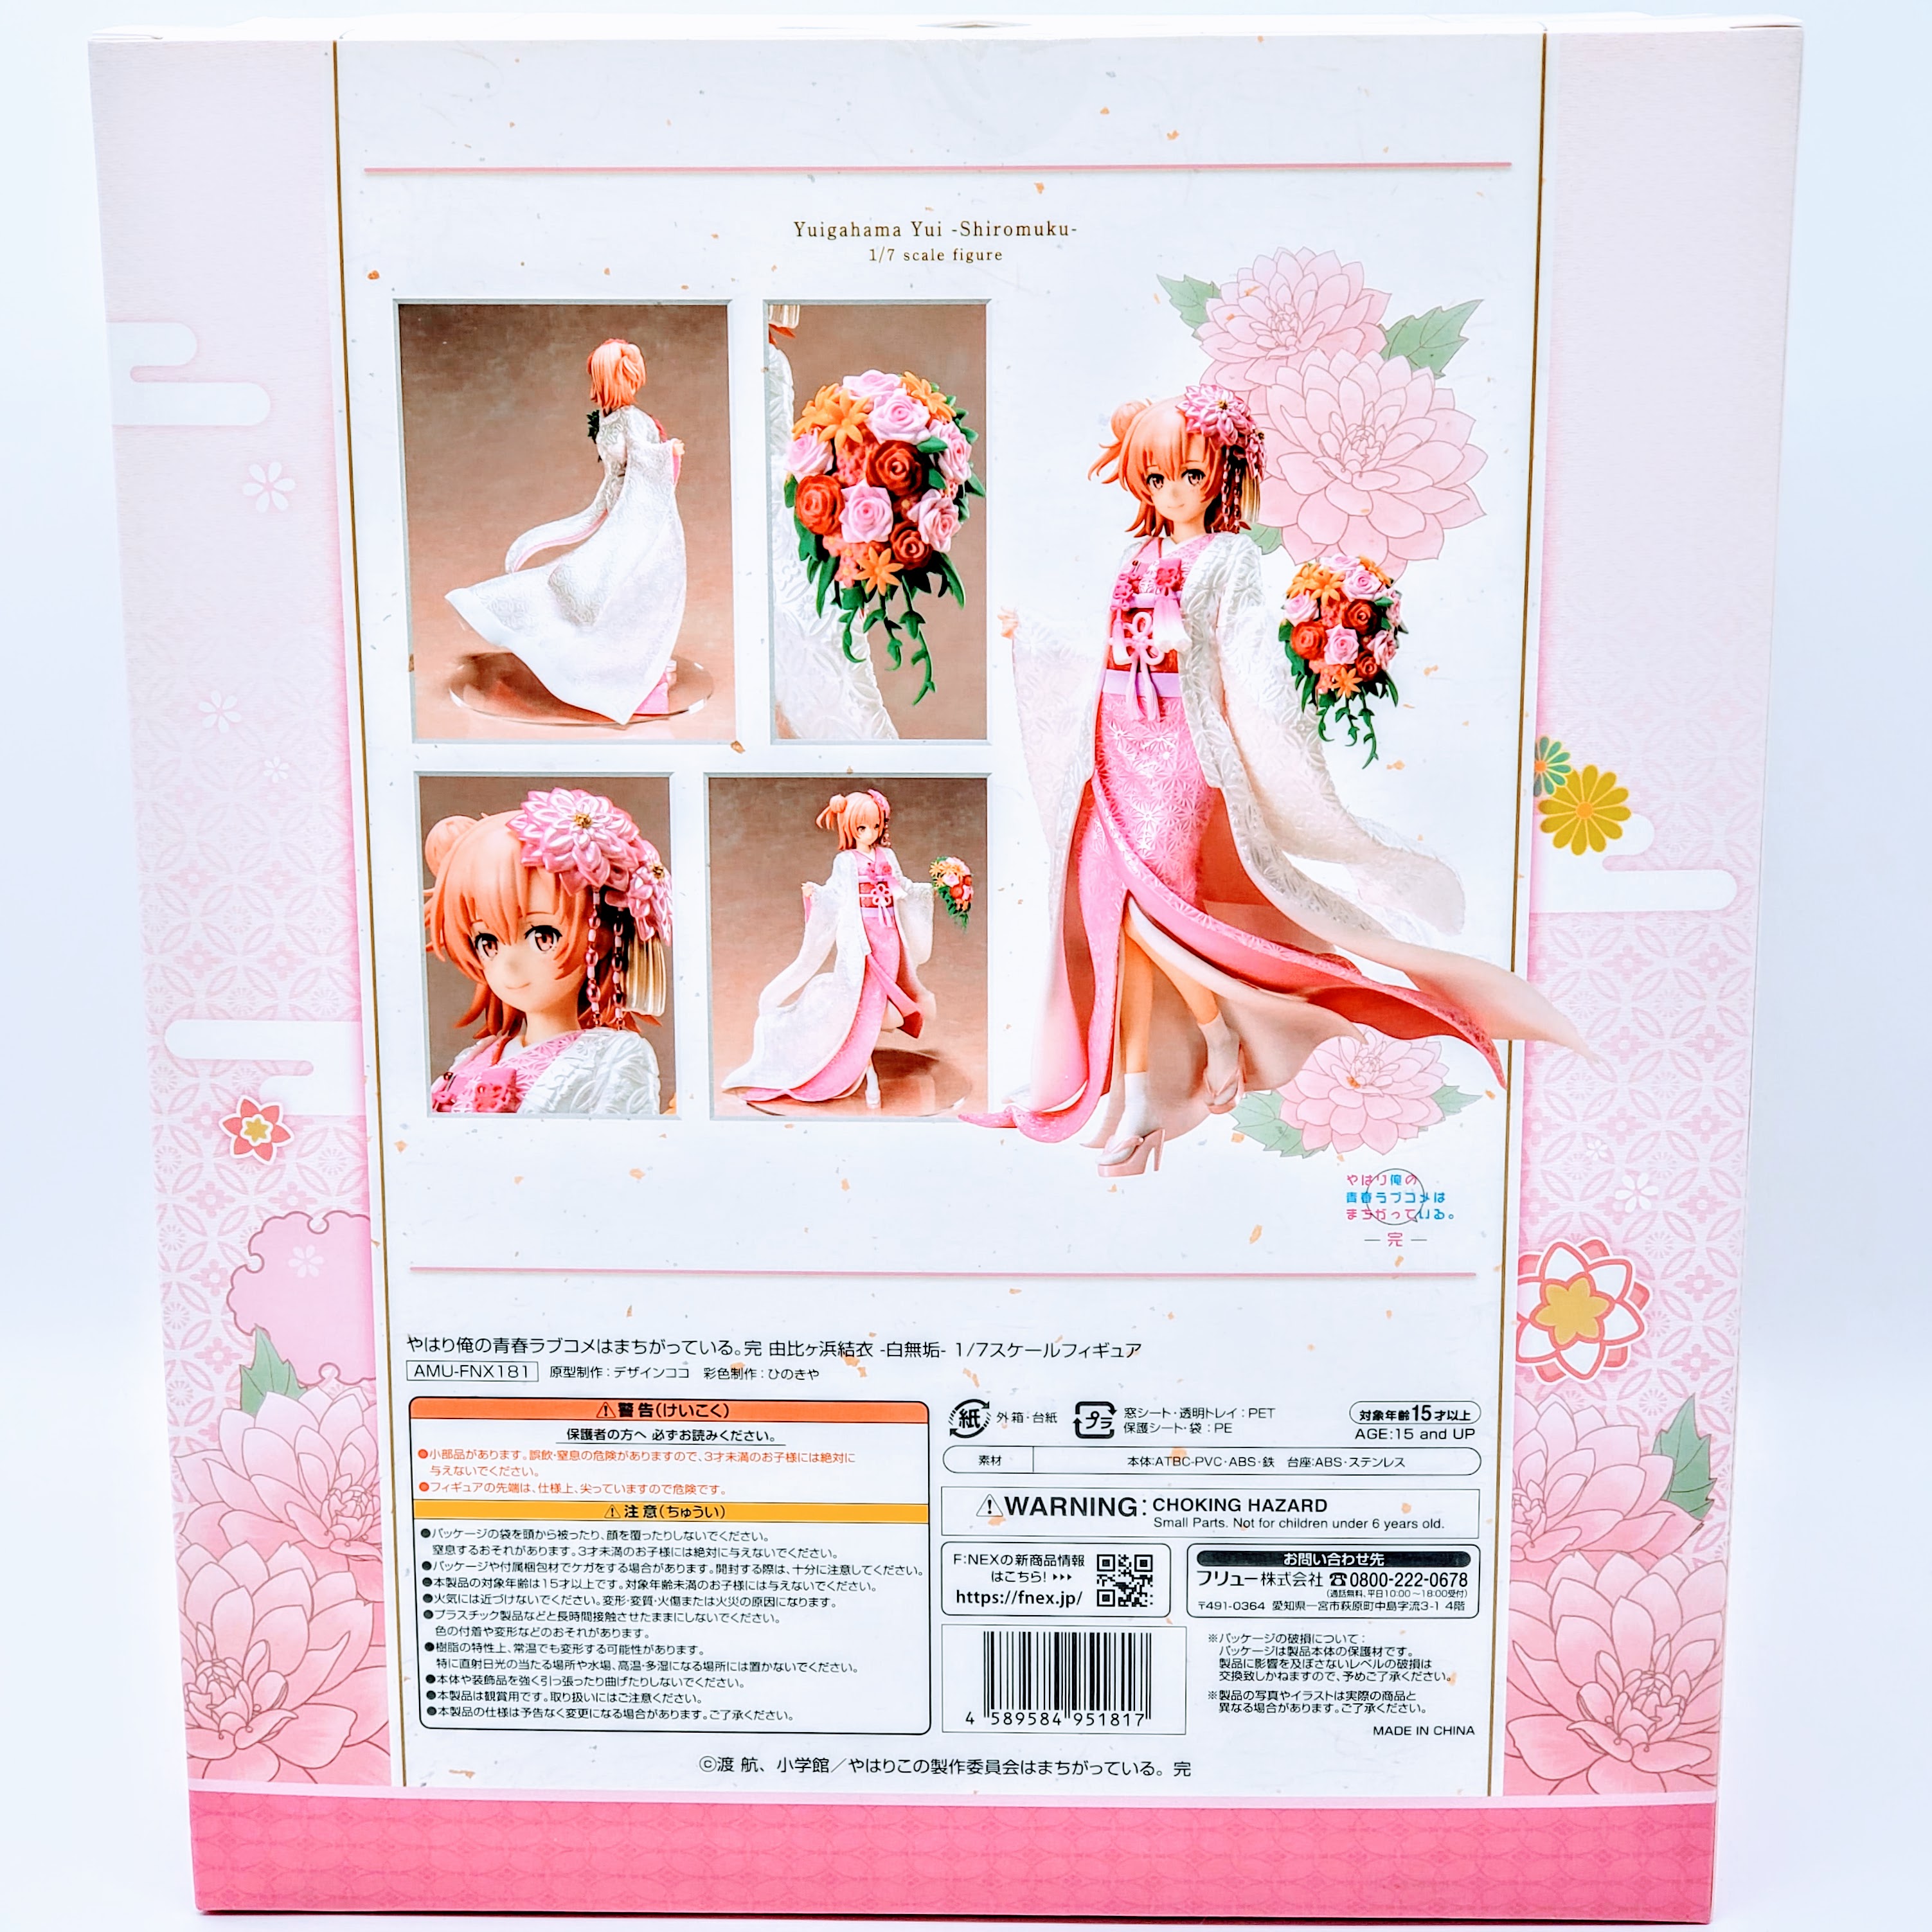 Yuigahama Yui -Shiromuku-
1/7 scale figure
やはり俺の
青春ラブコメは
まちがっている。
— 完 —
やはり俺の青春ラブコメはまちがっている。完 由比ヶ浜結衣 -白無垢- 1/7スケールフィギュア
AMU-FNX181 原型制作:デザインココ 彩色制作:ひのきや
⚠警告(けいこく)
保護者の方へ 必ずお読みください。
●小部品があります。誤飲・窒息の危険がありますので、3才未満のお子様には絶対に
与えないでください。
●フィギュアの先端は、仕様上、尖っていますので危険です。
⚠注意(ちゅうい)
●パッケージの袋を頭から被ったり、顔を覆ったりしないでください。
窒息するおそれがあります。3才未満のお子様には絶対に与えないでください。
●パッケージや付属梱包材でケガをする場合があります。開封する際は、十分に注意してください。
●本製品の対象年齢は15才以上です。対象年齢未満のお子様には与えないでください。
●火気には近づけないでください。変形・変質・火傷または火災の原因になります。
●プラスチック製品などと長時間接触させたままにしないでください。
色の付着や変形などのおそれがあります。
●樹脂の特性上、常温でも変形する可能性があります。
特に直射日光の当たる場所や水場、高温・多湿になる場所には置かないでください。
●本体や装飾品を強く引っ張ったり曲げたりしないでください。
●本製品は観賞用です。取り扱いにはご注意ください。
●本製品の仕様は予告なく変更になる場合があります。ご了承ください。
紙 外箱・台紙
プラ 窓シート・透明トレイ:PET
保護シート・袋:PE
対象年齢15才以上
AGE:15 and UP
素材 本体:ATBC-PVC・ABS・鉄 台座:ABS・ステンレス
⚠WARNING: CHOKING HAZARD
Small Parts. Not for children under 6 years old.
F:NEXの新商品情報
はこちら!
https://fnex.jp/
お問い合わせ先
フリュー株式会社 ☎0800-222-0678
(通話無料、平日10:00~18:00受付)
〒491-0364 愛知県一宮市萩原町中島字流3-1 4階
4 589584 951817
※パッケージの破損について:
パッケージは製品本体の保護材です。
製品に影響を及ぼさないレベルの破損は
交換致しかねますので、予めご了承ください。
※製品の写真やイラストは実際の商品と
異なる場合があります。ご了承ください。
MADE IN CHINA
©渡 航、小学館/やはりこの製作委員会はまちがっている。完